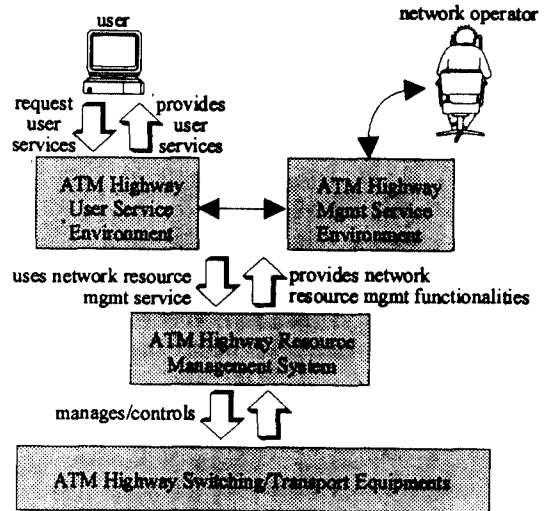 user
network operator
request
user
services
provides
user
services
ATM Highway
User Service
Environment
ATM Highway
Mgmt Service
Environment
uses network resource
mgmt service
provides network
resource mgmt functionalities
ATM Highway Resource
Management System
manages/controls
ATM Highway Switching/Transport Equipments